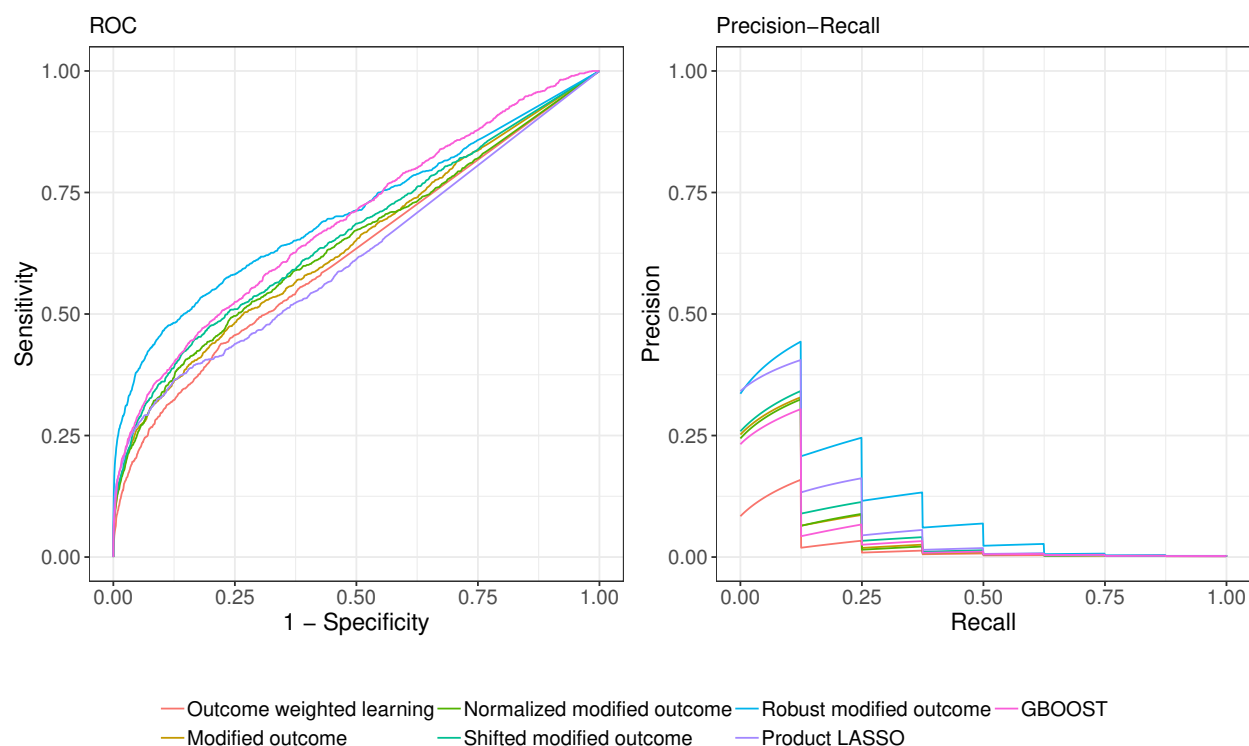 ROC
Precision−Recall
1.00
0.75
0.50
0.25
0.00
Sensitivity
0.00 0.25 0.50 0.75 1.00
1 − Specificity
1.00
0.75
0.50
0.25
0.00
Precision
0.00 0.25 0.50 0.75 1.00
Recall
Outcome weighted learning Normalized modified outcome Robust modified outcome GBOOST
Modified outcome Shifted modified outcome Product LASSO